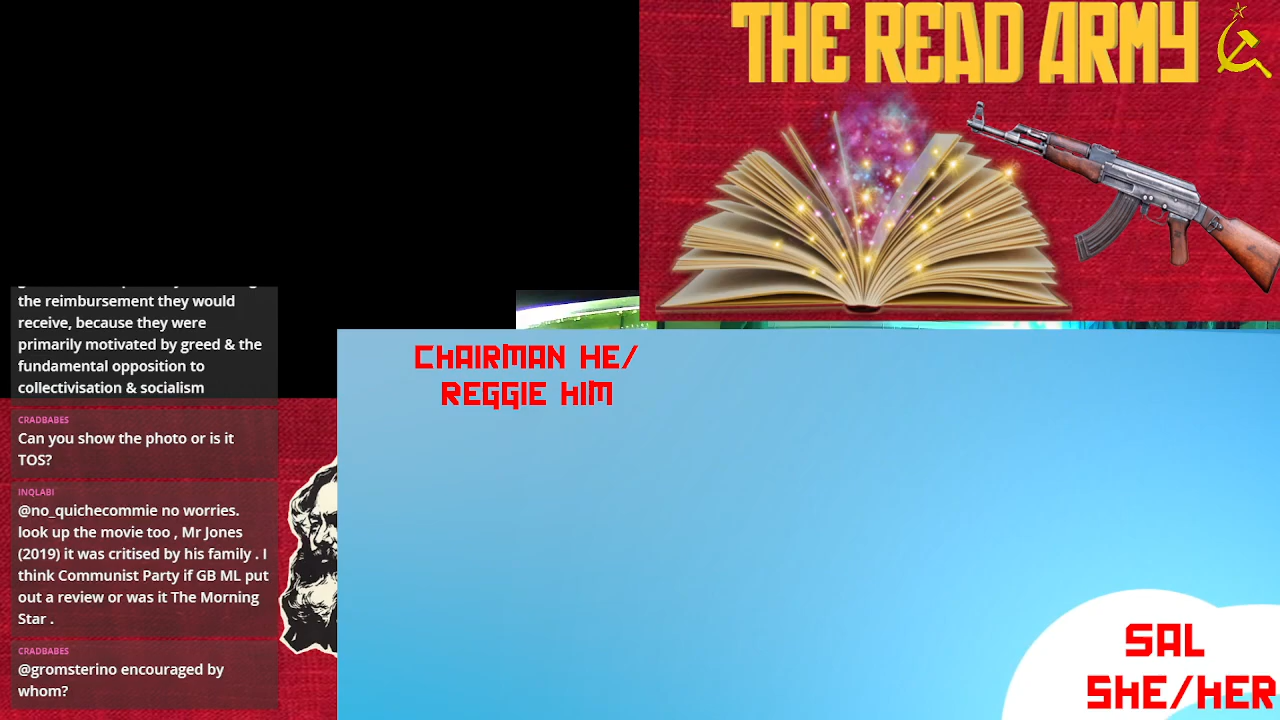 THE READ ARMY
the reimbursement they would
receive, because they were
primarily motivated by greed & the
fundamental opposition to
collectivisation & socialism
CRADBABES
Can you show the photo or is it
TOS?
INQLABI
@no_quichecommie no worries.
look up the movie too , Mr Jones
(2019) it was critised by his family . I
think Communist Party if GB ML put
out a review or was it The Morning
Star .
CRADBABES
@gromsterino encouraged by
whom?
CHAIRMAN HE/
REGGIE HIM
SAL
SHE/HER